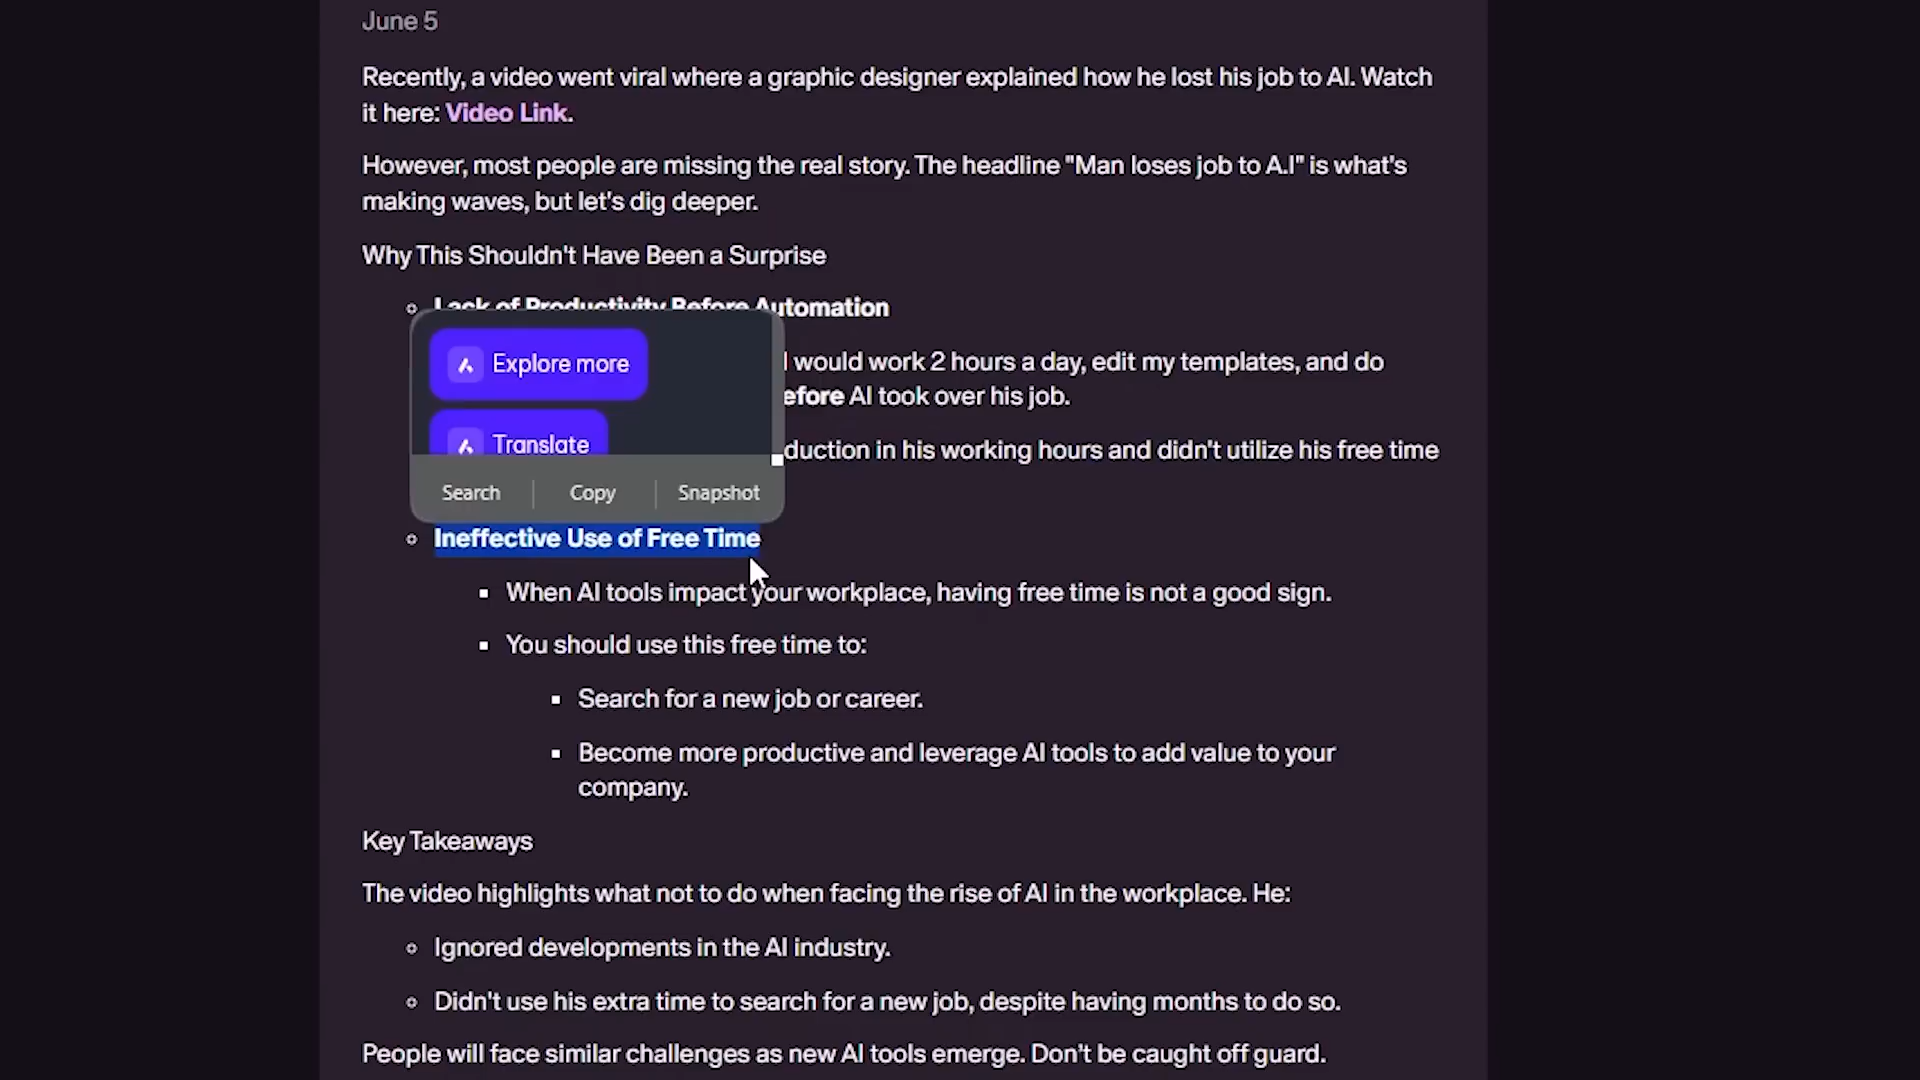 June 5
Recently, a video went viral where a graphic designer explained how he lost his job to AI. Watch
it here: Video Link.
However, most people are missing the real story. The headline "Man loses job to A.I" is what's
making waves, but let's dig deeper.
Why This Shouldn't Have Been a Surprise
Lack of Productivity Before Automation
Explore more
would work 2 hours a day, edit my templates, and do
efore AI took over his job.
Translate
duction in his working hours and didn't utilize his free time
Search
Copy
Snapshot
Ineffective Use of Free Time
When AI tools impact your workplace, having free time is not a good sign.
You should use this free time to:
Search for a new job or career.
Become more productive and leverage AI tools to add value to your
company.
Key Takeaways
The video highlights what not to do when facing the rise of AI in the workplace. He:
Ignored developments in the AI industry.
Didn't use his extra time to search for a new job, despite having months to do so.
People will face similar challenges as new AI tools emerge. Don't be caught off guard.